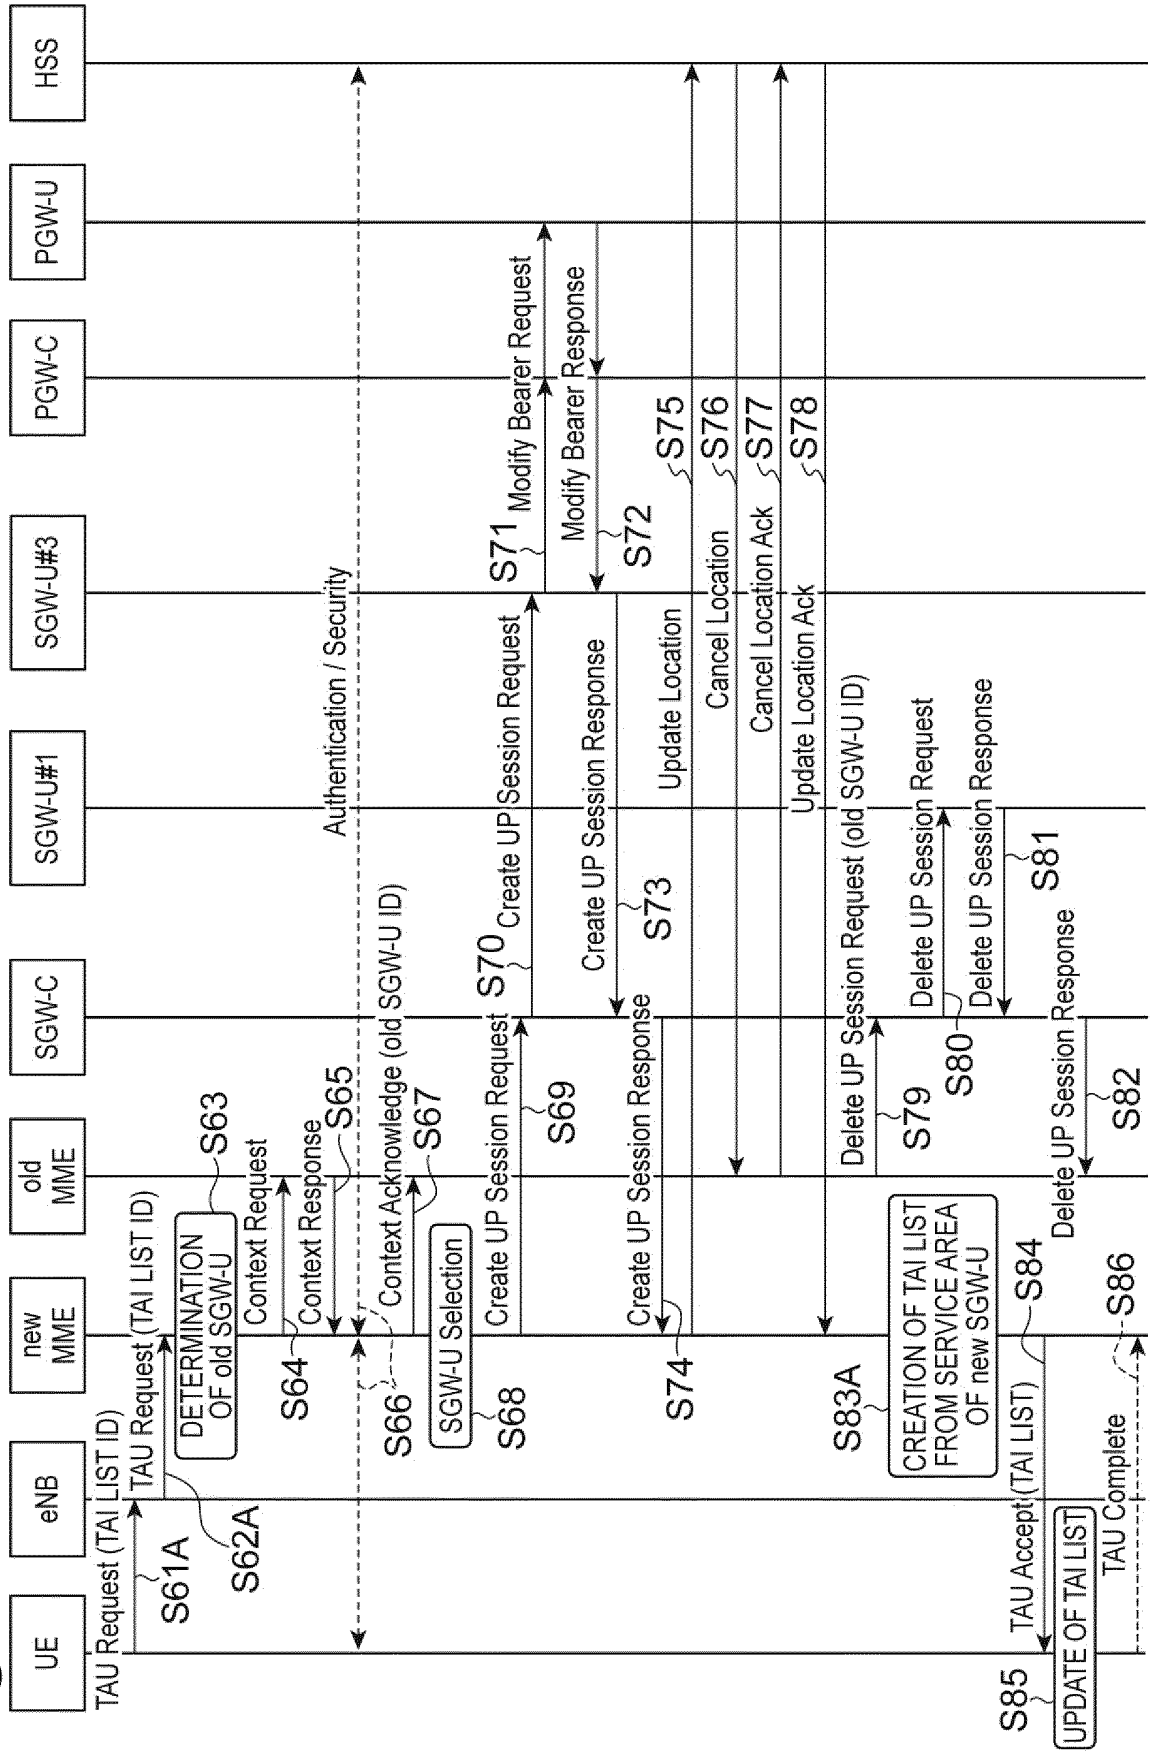 UE
eNB
new
MME
old
MME
SGW-C
SGW-U#1
SGW-U#3
PGW-C
PGW-U
HSS
TAU Request (TAI LIST ID)
S61A
TAU Request (TAI LIST ID)
S62A
DETERMINATION
OF old SGW-U
S63
Context Request
S64
Context Response
S65
Authentication / Security
S66
Context Acknowledge (old SGW-U ID)
S67
SGW-U Selection
S68
Create UP Session Request
S69
S70
Create UP Session Request
S71
Modify Bearer Request
Modify Bearer Response
S72
Create UP Session Response
S73
Create UP Session Response
S74
Update Location
S75
Cancel Location
S76
Cancel Location Ack
S77
Update Location Ack
S78
Delete UP Session Request (old SGW-U ID)
S79
Delete UP Session Request
S80
Delete UP Session Response
S81
Delete UP Session Response
S82
S83A
CREATION OF TAI LIST
FROM SERVICE AREA
OF new SGW-U
TAU Accept (TAI LIST)
S84
S85
UPDATE OF TAI LIST
TAU Complete
S86